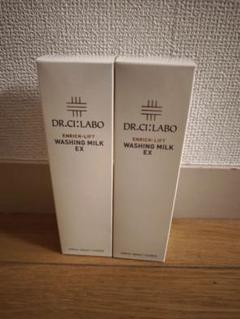 DR.CI:LABO
ENRICH-LIFT
WASHING MILK
EX
DR.CI:LABO
ENRICH-LIFT
WASHING MILK
EX